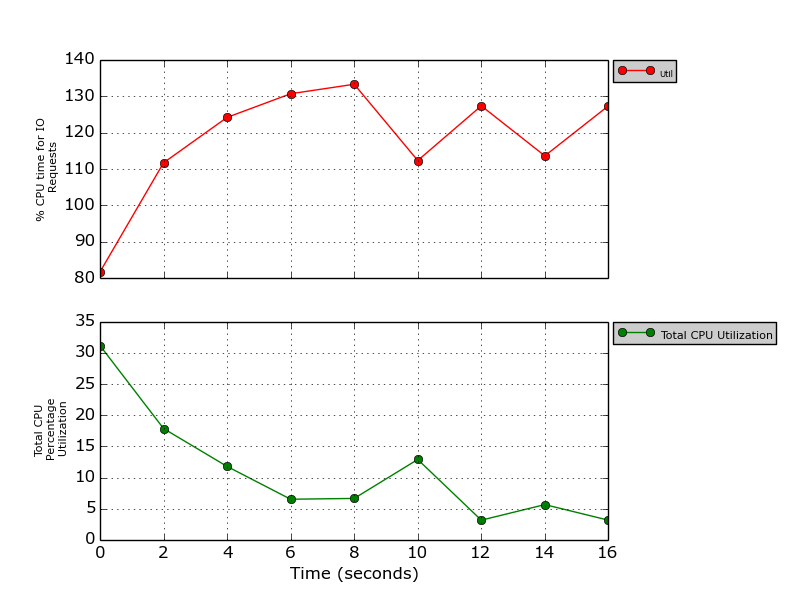 140
130
120
110
100
90
80
% CPU time for IO
Requests
Util
35
30
25
20
15
10
5
0
Total CPU
Percentage
Utilization
Total CPU Utilization
0 2 4 6 8 10 12 14 16
Time (seconds)